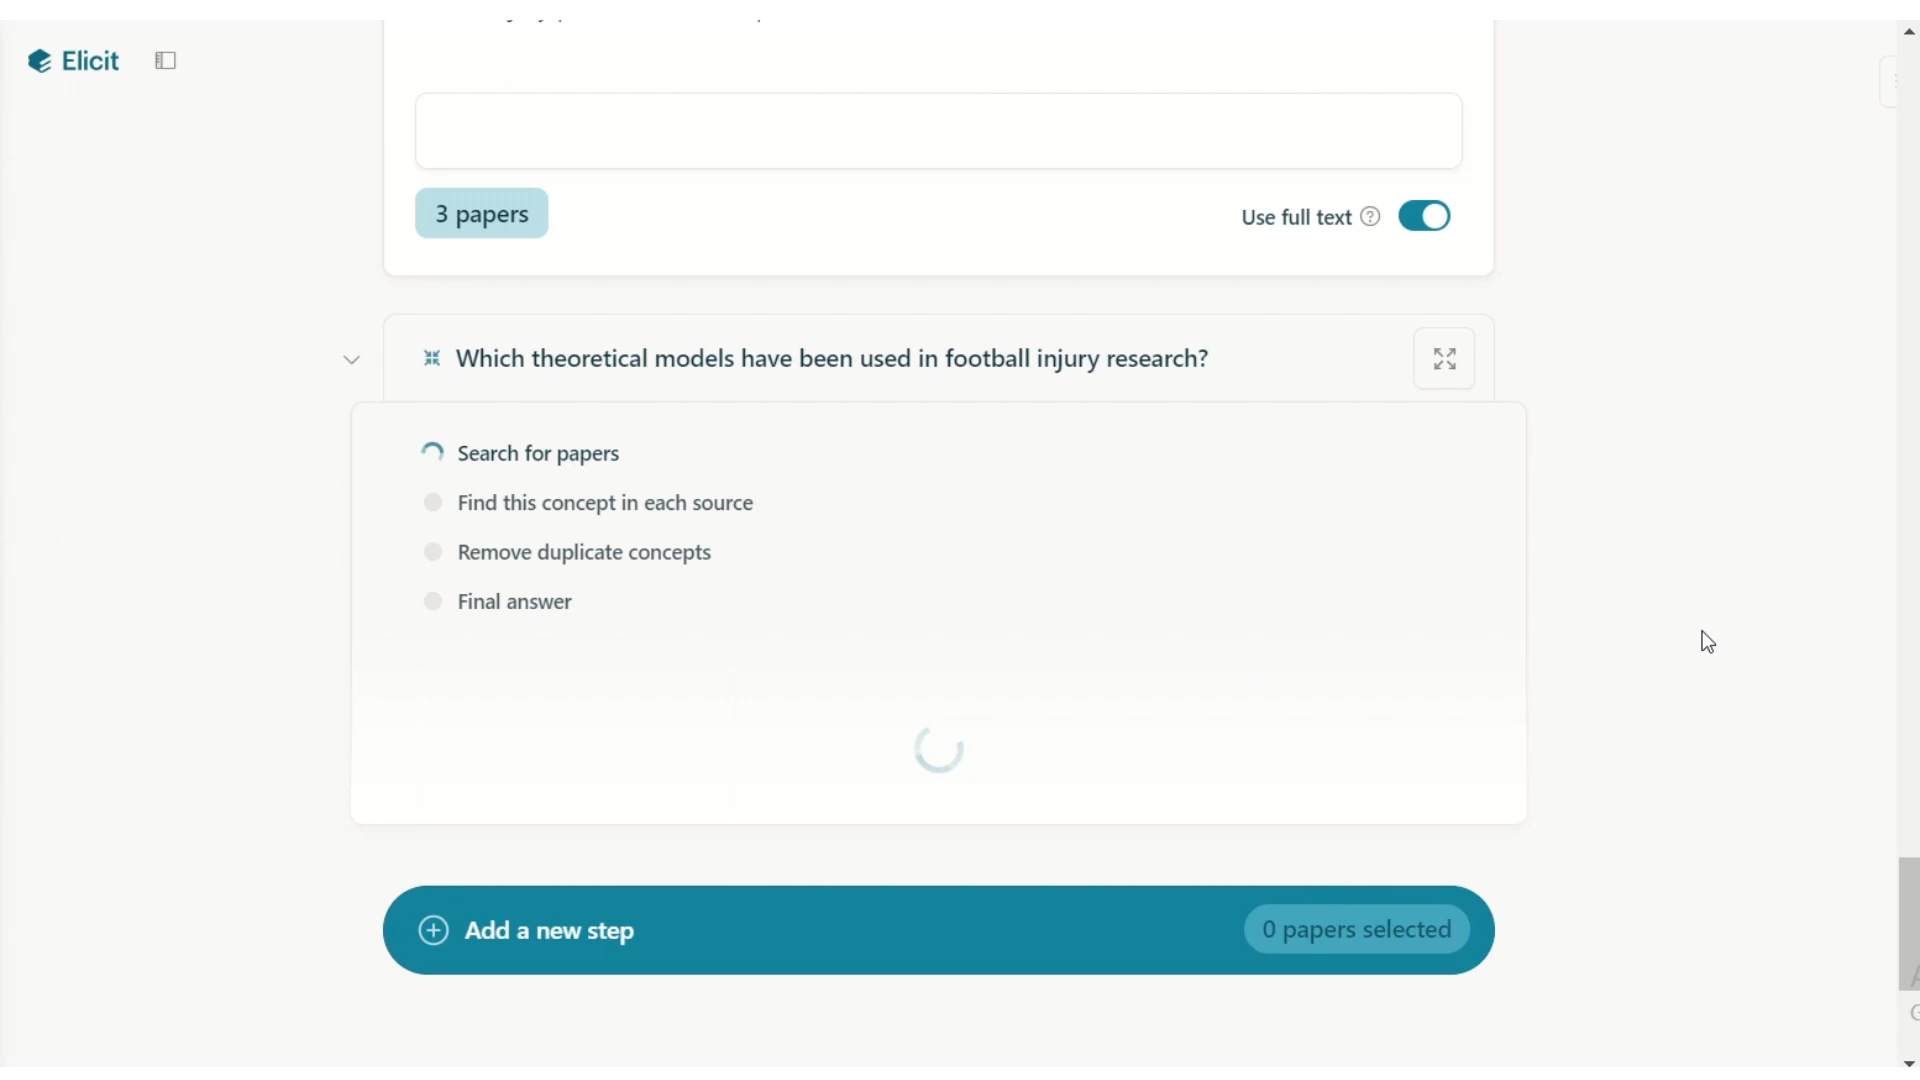 Elicit
3 papers
Use full text
Which theoretical models have been used in football injury research?
Search for papers
Find this concept in each source
Remove duplicate concepts
Final answer
Add a new step
0 papers selected